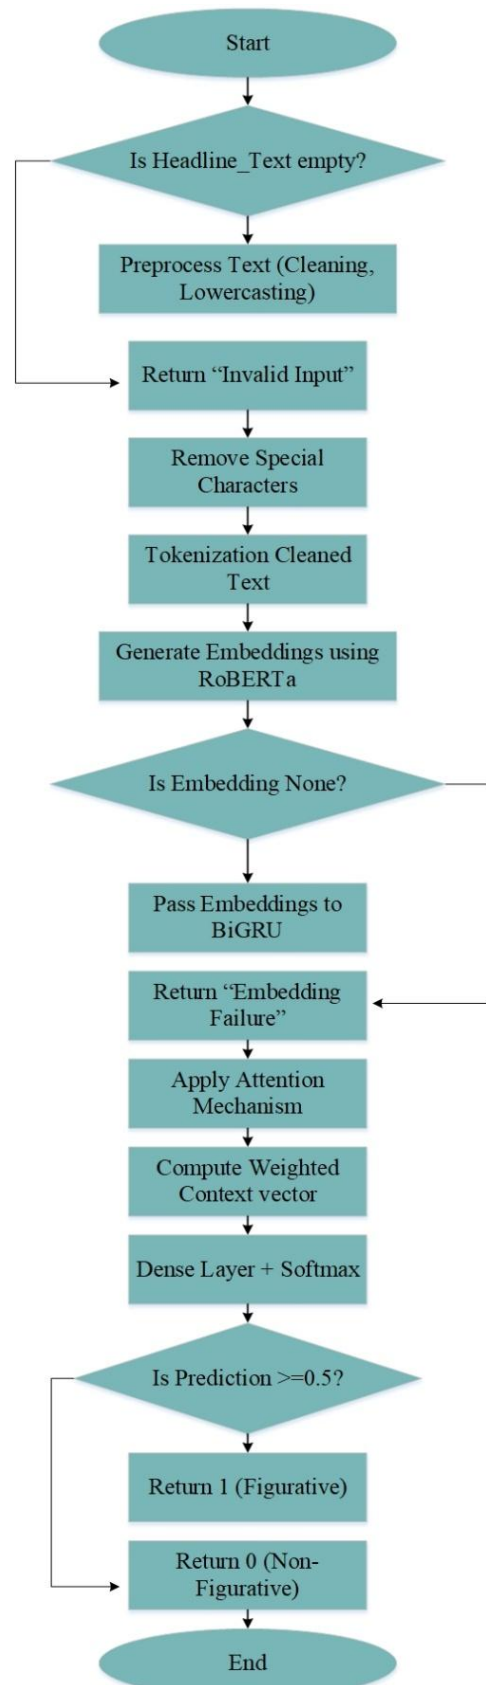 Start
Is Headline_Text empty?
Preprocess Text (Cleaning,
Lowercasting)
Return “Invalid Input”
Remove Special
Characters
Tokenization Cleaned
Text
Generate Embeddings using
RoBERTa
Is Embedding None?
Pass Embeddings to
BiGRU
Return “Embedding
Failure”
Apply Attention
Mechanism
Compute Weighted
Context vector
Dense Layer + Softmax
Is Prediction >=0.5?
Return 1 (Figurative)
Return 0 (Non-
Figurative)
End